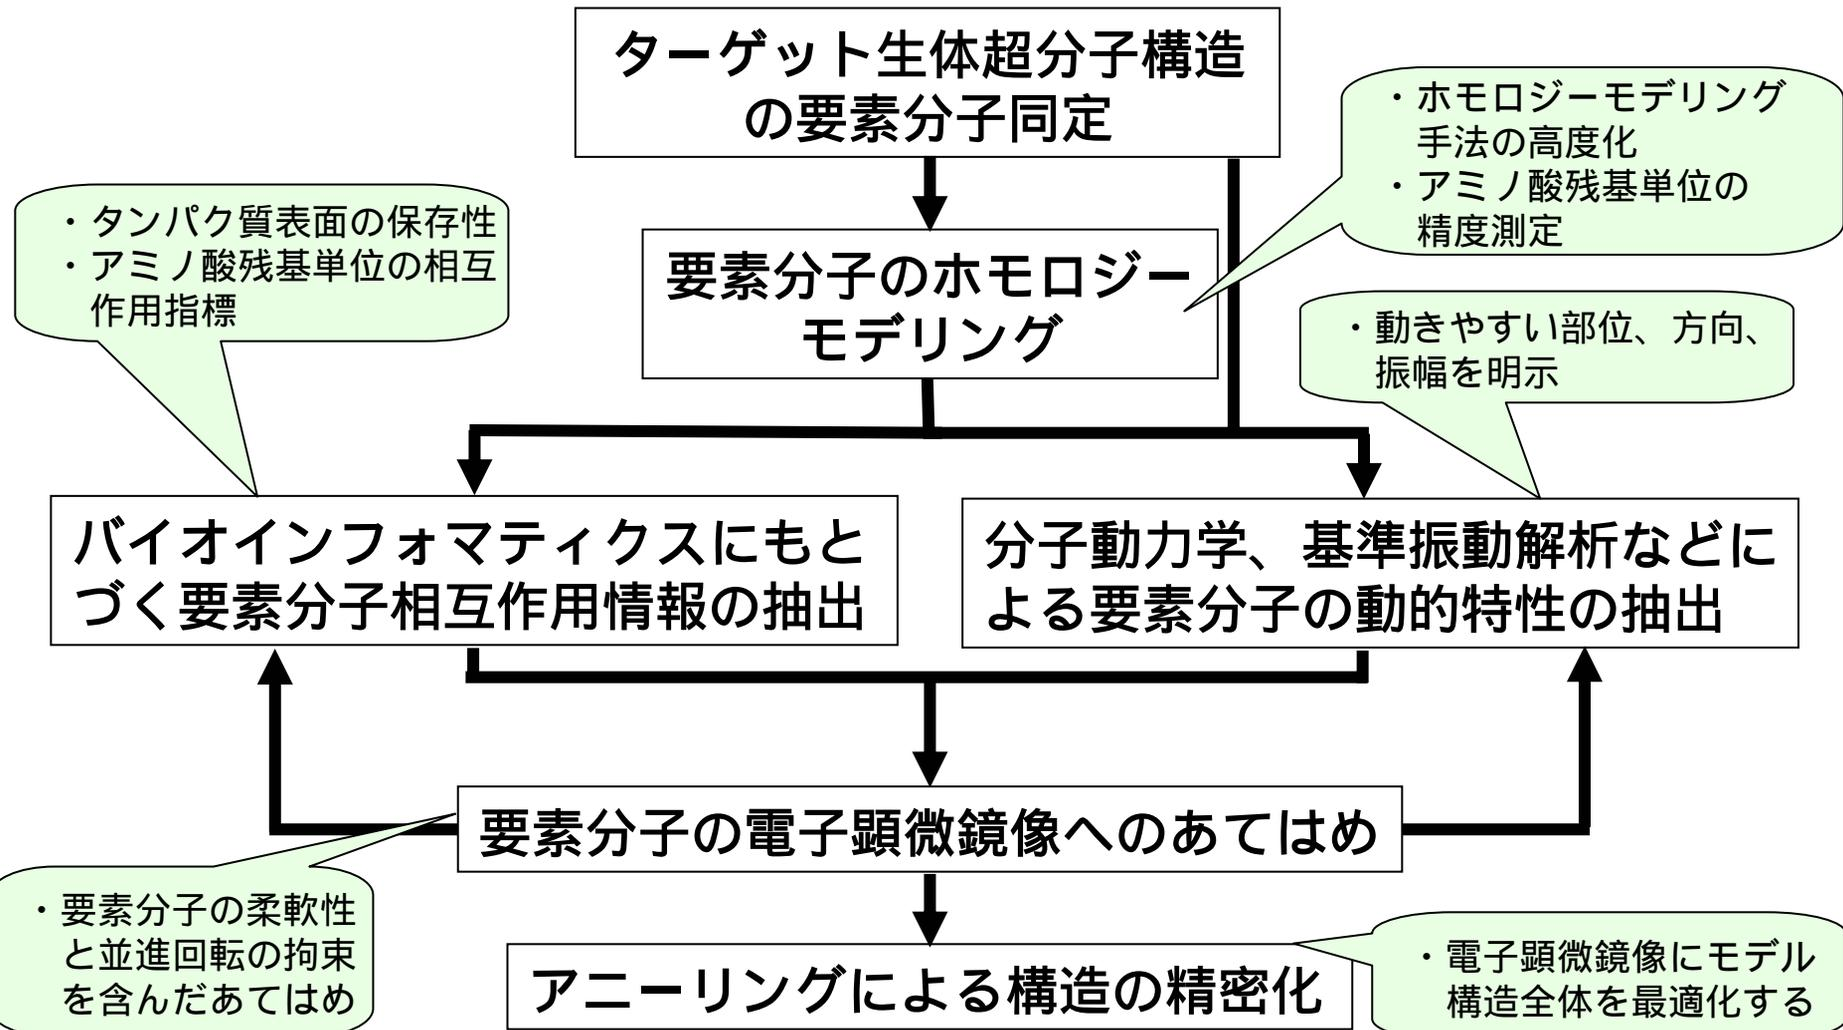 ターゲット生体超分子構造
の要素分子同定
・ホモロジーモデリング
手法の高度化
・アミノ酸残基単位の
精度測定
・タンパク質表面の保存性
・アミノ酸残基単位の相互
作用指標
要素分子のホモロジー
モデリング
・動きやすい部位、方向、
振幅を明示
バイオインフォマティクスにもと
づく要素分子相互作用情報の抽出
分子動力学、基準振動解析などに
よる要素分子の動的特性の抽出
要素分子の電子顕微鏡像へのあてはめ
・要素分子の柔軟性
と並進回転の拘束
を含んだあてはめ
アニーリングによる構造の精密化
・電子顕微鏡像にモデル
構造全体を最適化する